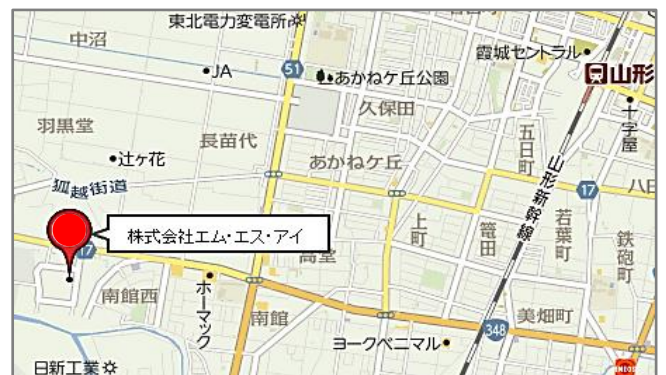 東北電力変電所
中沼
霞城セントラル
JA
51
あかねケ丘公園
山形
久保田
十字屋
羽黒堂
長苗代
五日町
山形新幹線
辻ヶ花
あかねケ丘
狐越街道
17
八日
株式会社エム・エス・アイ
上町
篭田
若葉町
鉄砲町
17
高堂
南館西
ホーマック
南館
348
美畑町
ヨークベニマル
日新工業
ENEOS